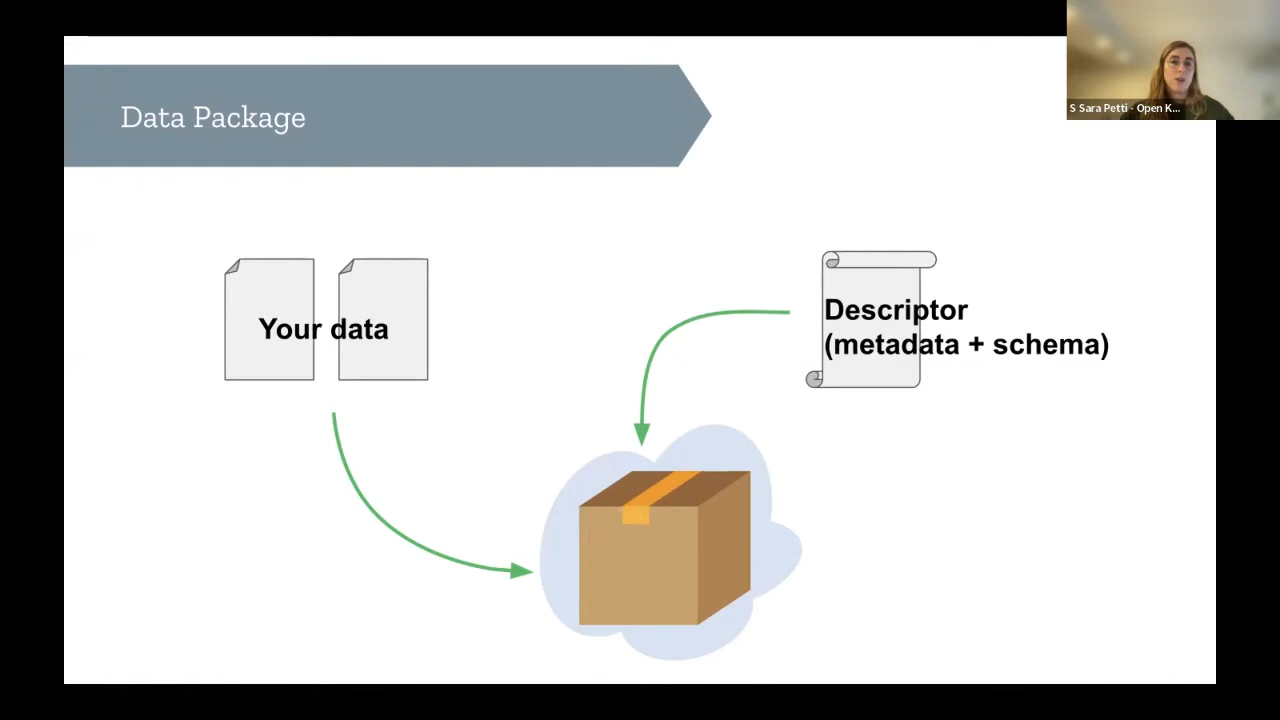 Data Package
S Sara Petti - Open K...
Your data
Descriptor
(metadata + schema)